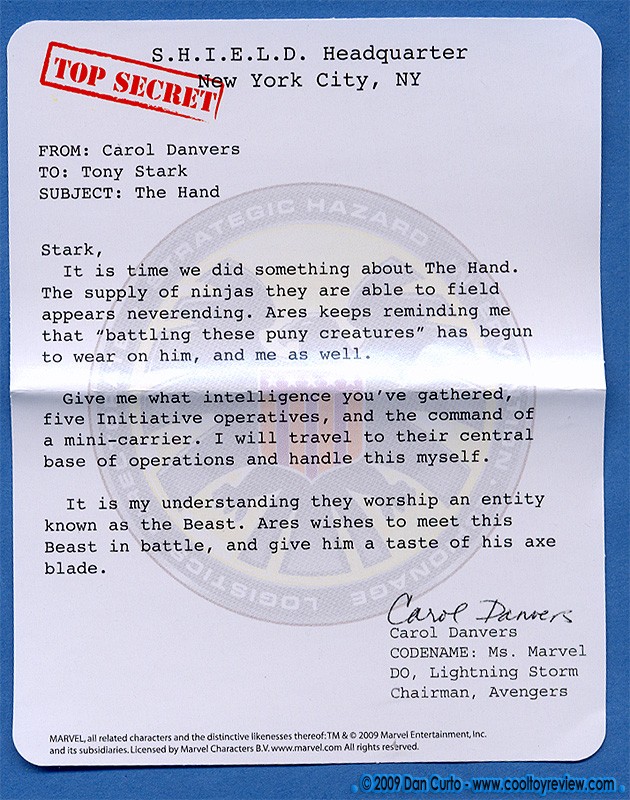 S.H.I.E.L.D. Headquarter
TOP SECRET
New York City, NY
FROM: Carol Danvers
TO: Tony Stark
SUBJECT: The Hand
STRATEGIC HAZARD
Stark,
It is time we did something about The Hand.
The supply of ninjas they are able to field
appears neverending. Ares keeps reminding me
that “battling these puny creatures” has begun
to wear on him, and me as well.
Give me what intelligence you’ve gathered,
five Initiative operatives, and the command of
a mini-carrier. I will travel to their central
base of operations and handle this myself.
It is my understanding they worship an entity
known as the Beast. Ares wishes to meet this
Beast in battle, and give him a taste of his axe
blade.
LOGISTICS
Carol Danvers
Carol Danvers
CODENAME: Ms. Marvel
DO, Lightning Storm
Chairman, Avengers
MARVEL, all related characters and the distinctive likenesses thereof: TM & © 2009 Marvel Entertainment, Inc.
and its subsidiaries. Licensed by Marvel Characters B.V. www.marvel.com All rights reserved.
© 2009 Dan Curto - www.cooltoyreview.com